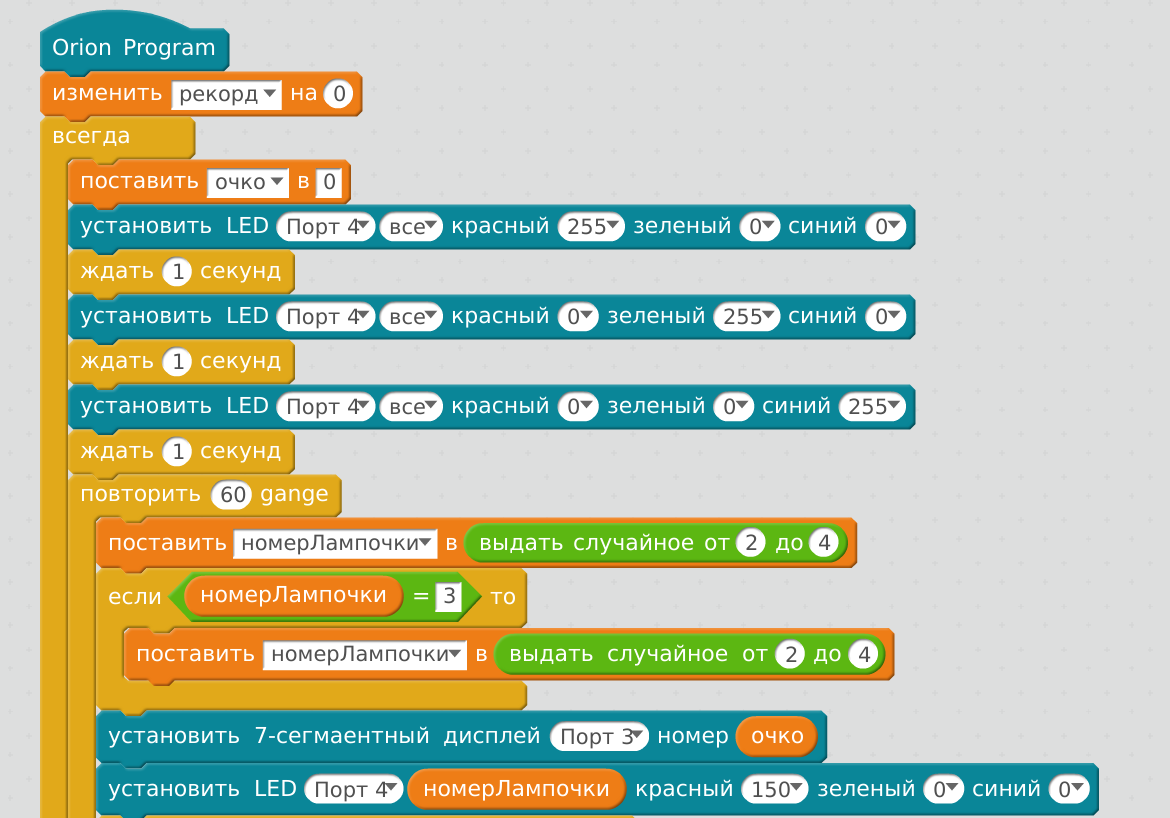 Orion Program
изменить рекорд на 0
всегда
поставить очко в 0
установить LED Порт 4 все красный 255 зеленый 0 синий 0
ждать 1 секунд
установить LED Порт 4 все красный 0 зеленый 255 синий 0
ждать 1 секунд
установить LED Порт 4 все красный 0 зеленый 0 синий 255
ждать 1 секунд
повторить 60 gange
поставить номерЛампочки в выдать случайное от 2 до 4
если номерЛампочки = 3 то
поставить номерЛампочки в выдать случайное от 2 до 4
установить 7-сегмаентный дисплей Порт 3 номер очко
установить LED Порт 4 номерЛампочки красный 150 зеленый 0 синий 0